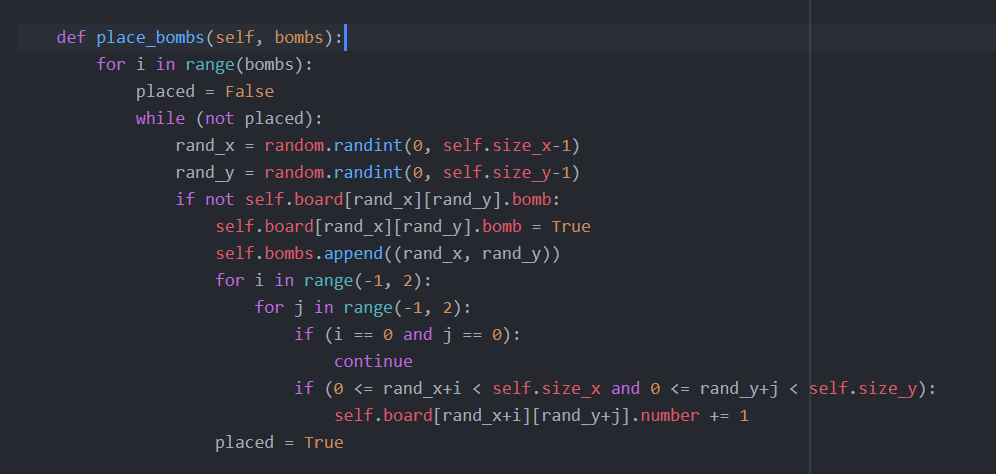 def place_bombs(self, bombs):
    for i in range(bombs):
        placed = False
        while (not placed):
            rand_x = random.randint(0, self.size_x-1)
            rand_y = random.randint(0, self.size_y-1)
            if not self.board[rand_x][rand_y].bomb:
                self.board[rand_x][rand_y].bomb = True
                self.bombs.append((rand_x, rand_y))
                for i in range(-1, 2):
                    for j in range(-1, 2):
                        if (i == 0 and j == 0):
                            continue
                        if (0 <= rand_x+i < self.size_x and 0 <= rand_y+j < self.size_y):
                            self.board[rand_x+i][rand_y+j].number += 1
                placed = True